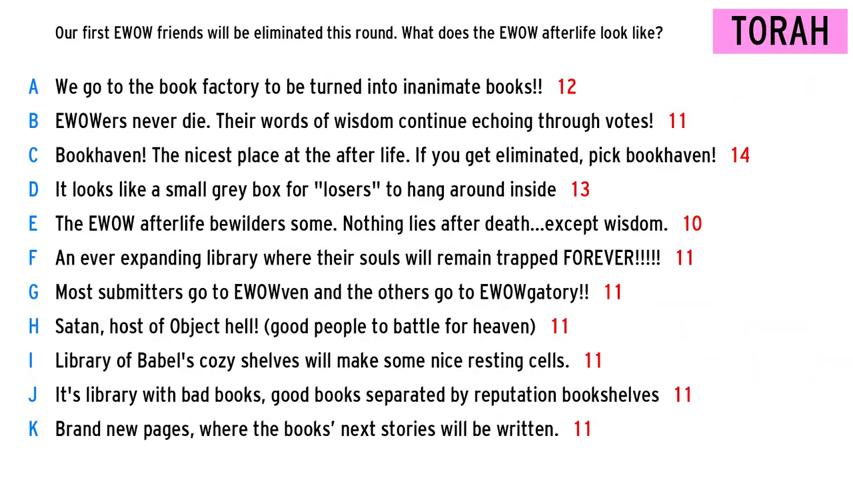 Our first EWOW friends will be eliminated this round. What does the EWOW afterlife look like?
TORAH
A We go to the book factory to be turned into inanimate books!! 12
B EWOWers never die. Their words of wisdom continue echoing through votes! 11
C Bookhaven! The nicest place at the after life. If you get eliminated, pick bookhaven! 14
D It looks like a small grey box for "losers" to hang around inside 13
E The EWOW afterlife bewilders some. Nothing lies after death...except wisdom. 10
F An ever expanding library where their souls will remain trapped FOREVER!!!!! 11
G Most submitters go to EWOWven and the others go to EWOWgatory!! 11
H Satan, host of Object hell! (good people to battle for heaven) 11
I Library of Babel's cozy shelves will make some nice resting cells. 11
J It's library with bad books, good books separated by reputation bookshelves 11
K Brand new pages, where the books’ next stories will be written. 11